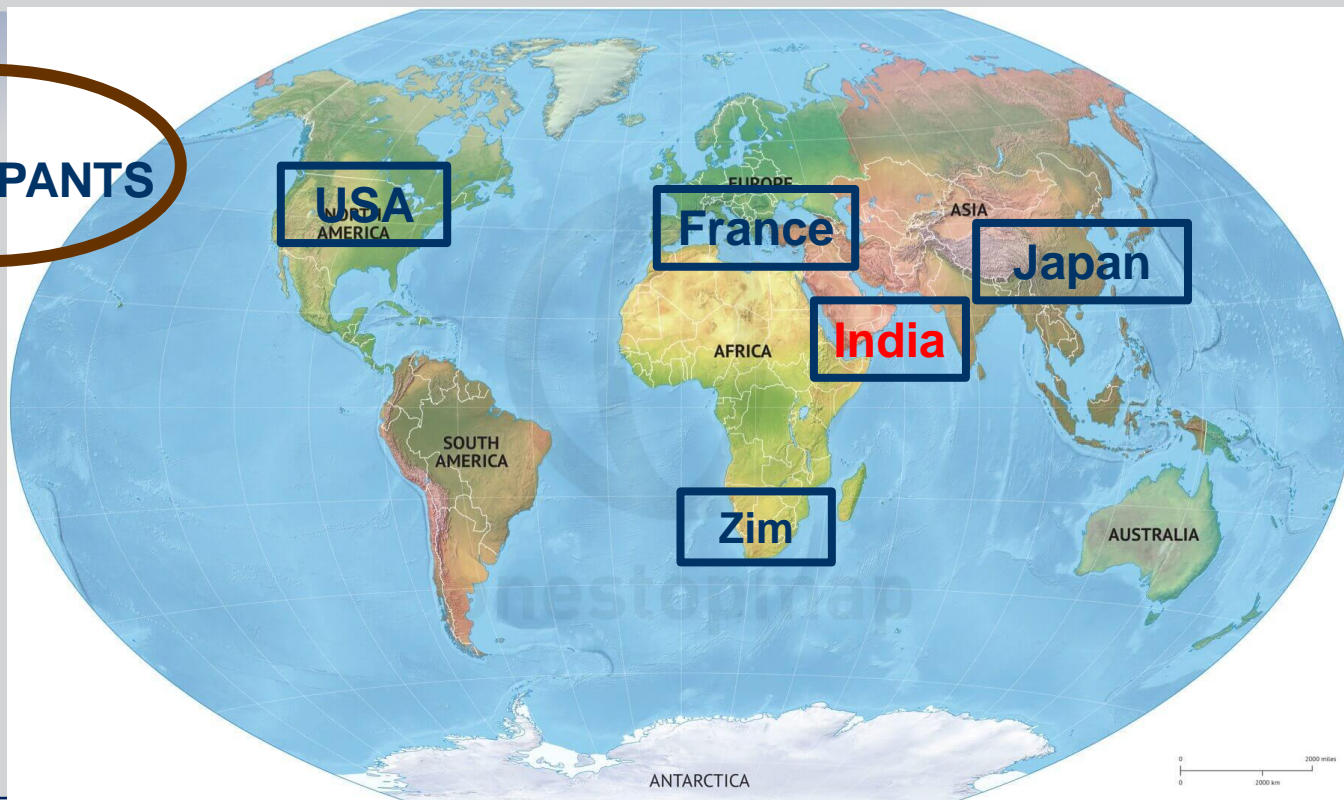 PANTS
USA
NORTH
AMERICA
EUROPE
France
ASIA
Japan
India
AFRICA
SOUTH
AMERICA
Zim
AUSTRALIA
onestopmap
ANTARCTICA
0 2000 miles
0 2000 km